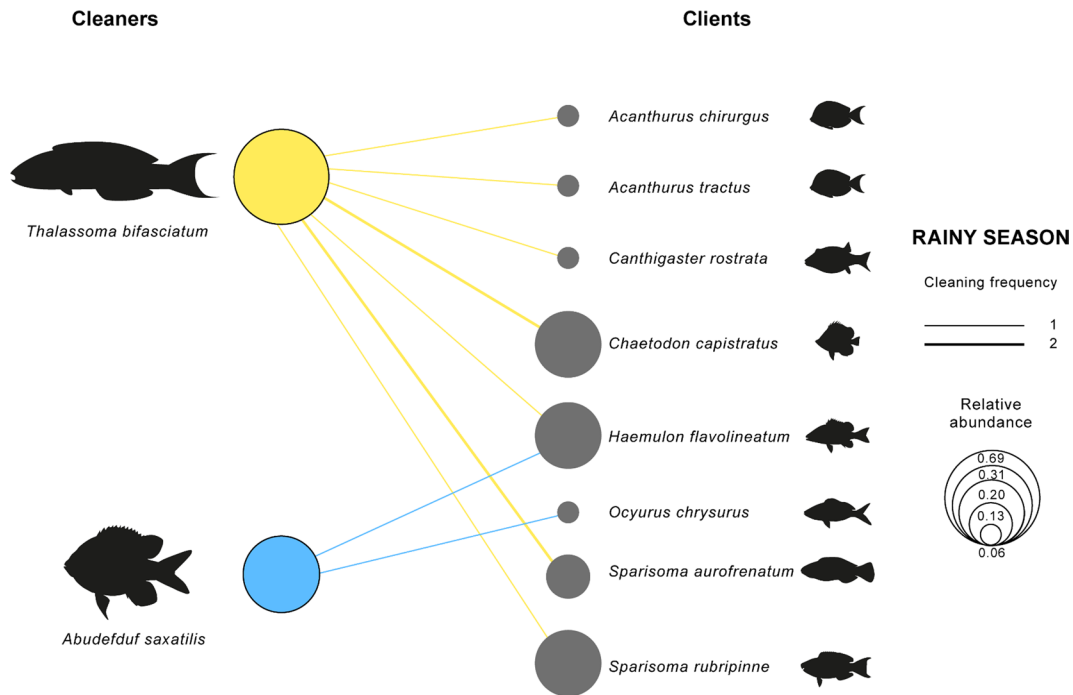 Cleaners
Clients
Thalassoma bifasciatum
Abudefduf saxatilis
Acanthurus chirurgus
Acanthurus tractus
Canthigaster rostrata
Chaetodon capistratus
Haemulon flavolineatum
Ocyurus chrysurus
Sparisoma aurofrenatum
Sparisoma rubripinne
RAINY SEASON
Cleaning frequency
1
2
Relative
abundance
0.69
0.31
0.20
0.13
0.06